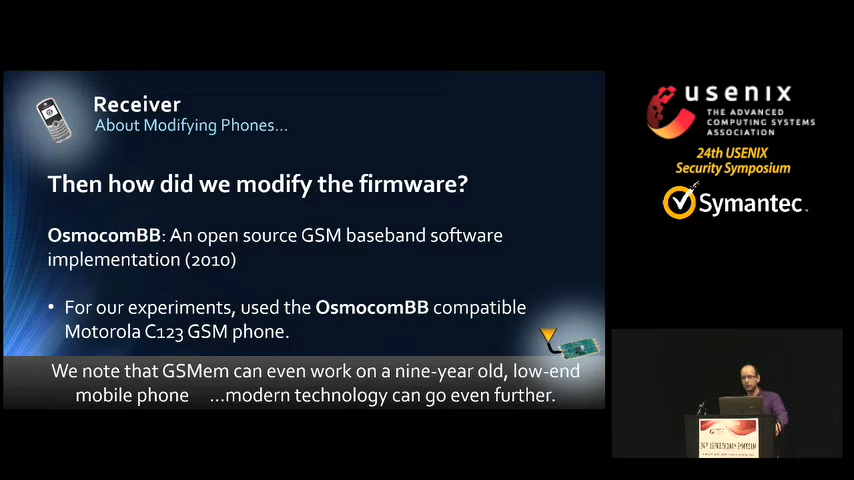 Receiver
About Modifying Phones...
Then how did we modify the firmware?
OsmocomBB: An open source GSM baseband software
implementation (2010)
• For our experiments, used the OsmocomBB compatible
Motorola C123 GSM phone.
We note that GSMem can even work on a nine-year old, low-end
mobile phone ...modern technology can go even further.
usenix
THE ADVANCED
COMPUTING SYSTEMS
ASSOCIATION
24th USENIX
Security Symposium
Symantec.